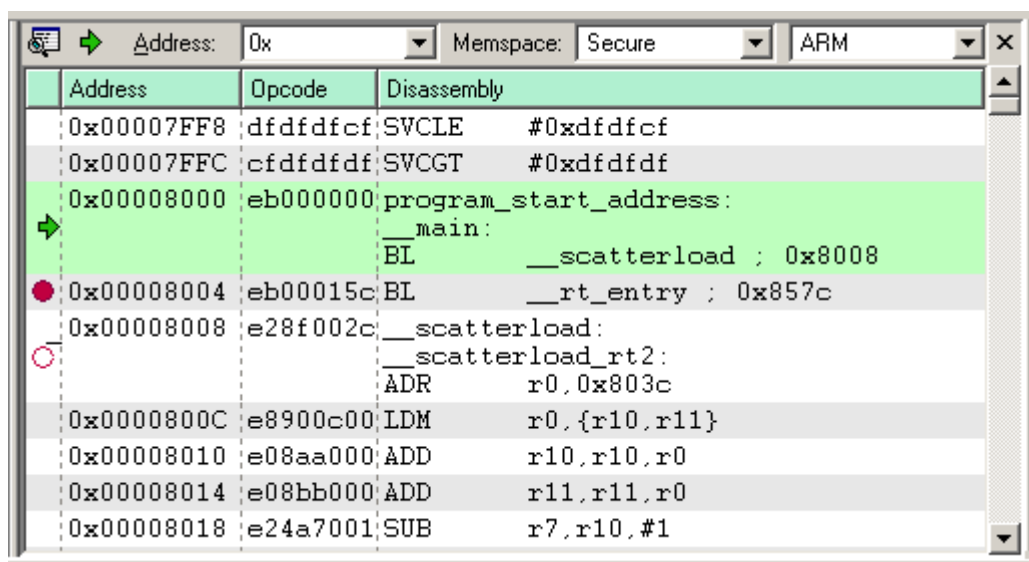 Address: 0x Memspace: Secure ARM
Address Opcode Disassembly
0x00007FF8 dfdfdfcf SVCLE #0xdfdfcf
0x00007FFC cfdfdfdf SVCGT #0xdfdfdf
0x00008000 eb000000 program_start_address:
__main:
BL __scatterload ; 0x8008
0x00008004 eb00015c BL __rt_entry ; 0x857c
0x00008008 e28f002c __scatterload:
__scatterload_rt2:
ADR r0,0x803c
0x0000800C e8900c00 LDM r0,{r10,r11}
0x00008010 e08aa000 ADD r10,r10,r0
0x00008014 e08bb000 ADD r11,r11,r0
0x00008018 e24a7001 SUB r7,r10,#1